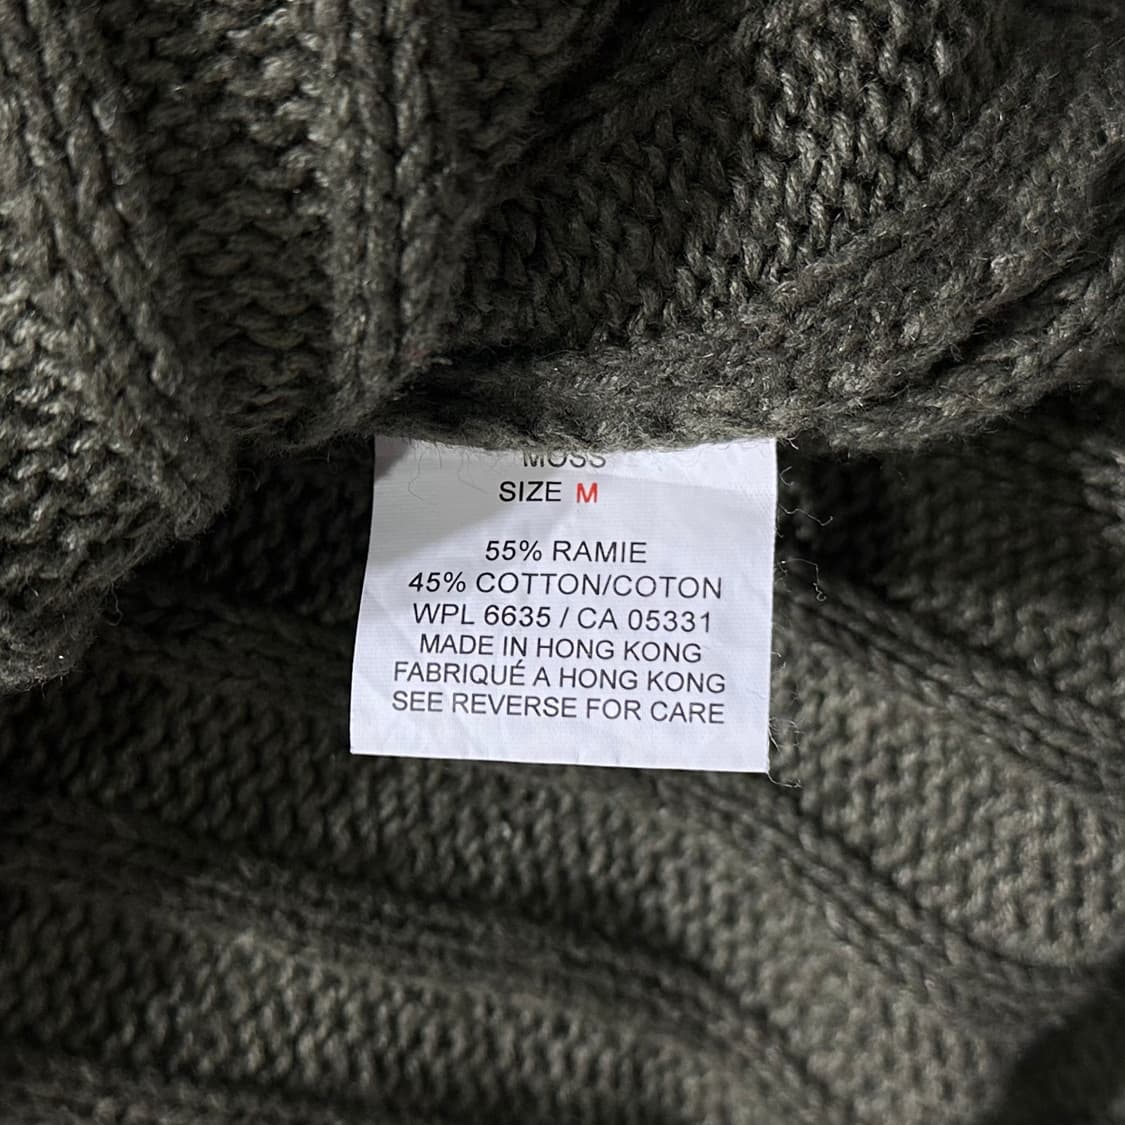 MOSS
SIZE M
55% RAMIE
45% COTTON/COTON
WPL 6635 / CA 05331
MADE IN HONG KONG
FABRIQUÉ A HONG KONG
SEE REVERSE FOR CARE